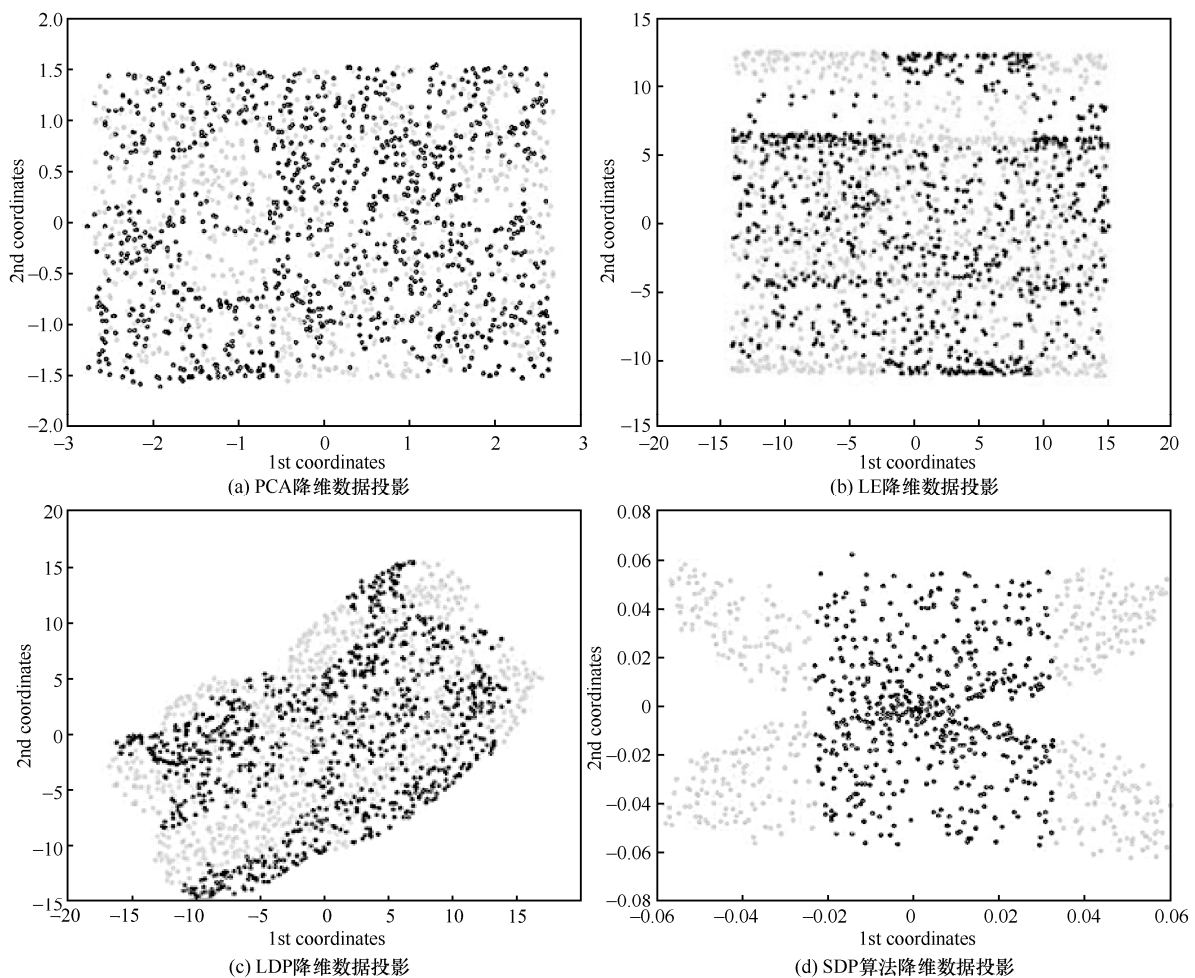 2.0
1.5
1.0
0.5
0
−0.5
−1.0
−1.5
−2.0
2nd coordinates
−3 −2 −1 0 1 2 3
1st coordinates
(a) PCA降维数据投影
15
10
5
0
−5
−10
−15
2nd coordinates
−20 −15 −10 −5 0 5 10 15 20
1st coordinates
(b) LE降维数据投影
20
15
10
5
0
−5
−10
−15
2nd coordinates
−20 −15 −10 −5 0 5 10 15
1st coordinates
(c) LDP降维数据投影
0.08
0.06
0.04
0.02
0
−0.02
−0.04
−0.06
−0.08
2nd coordinates
−0.06 −0.04 −0.02 0 0.02 0.04 0.06
1st coordinates
(d) SDP算法降维数据投影